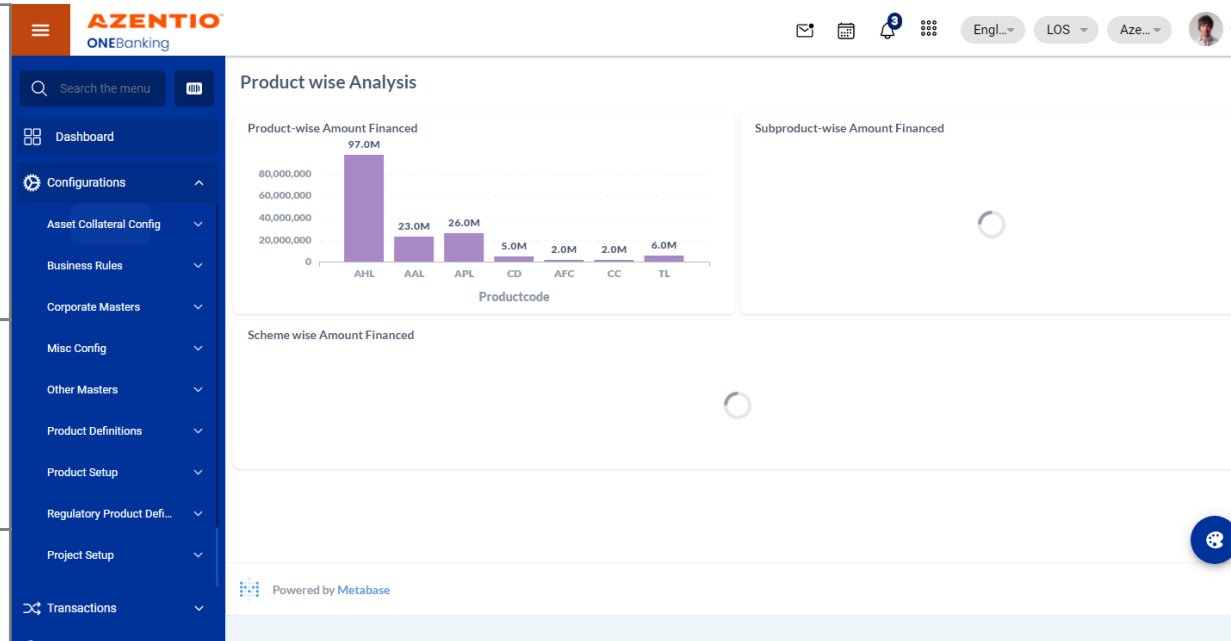 AZENTIO
ONEBanking
3
Engl...
LOS
Aze...
Search the menu
Dashboard
Configurations
Asset Collateral Config
Business Rules
Corporate Masters
Misc Config
Other Masters
Product Definitions
Product Setup
Regulatory Product Defi...
Project Setup
Transactions
Product wise Analysis
Product-wise Amount Financed
97.0M
80,000,000
60,000,000
40,000,000
20,000,000
0
23.0M
26.0M
5.0M
2.0M
2.0M
6.0M
AHL AAL APL CD AFC CC TL
Productcode
Subproduct-wise Amount Financed
Scheme wise Amount Financed
Powered by Metabase